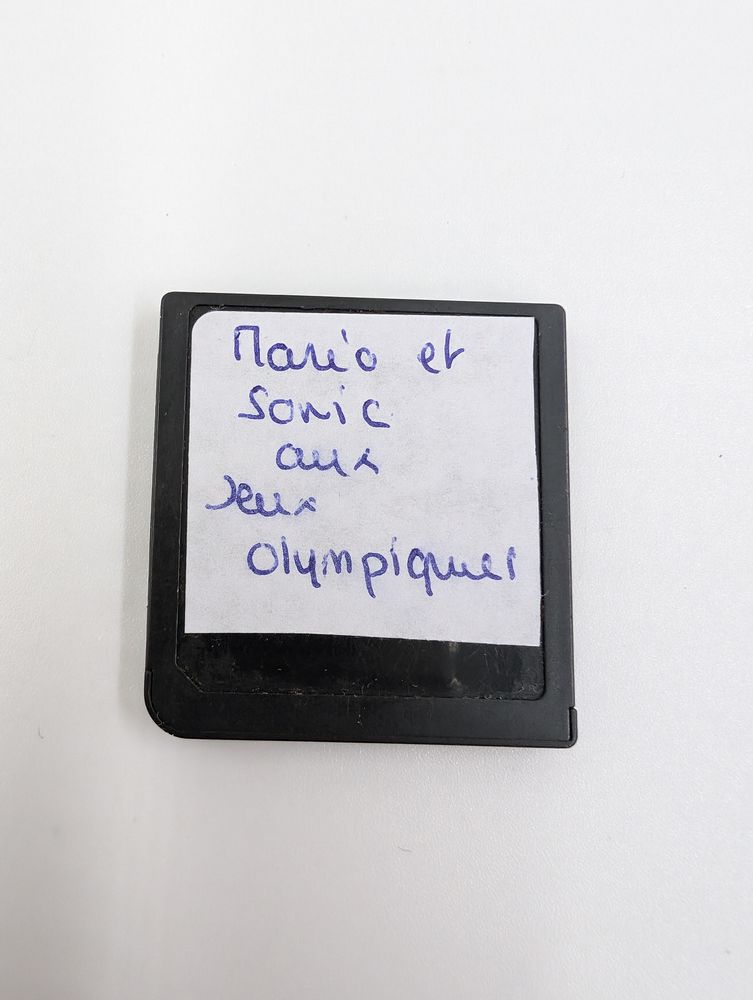 Mario et
Sonic
aux
Jeux
Olympiques